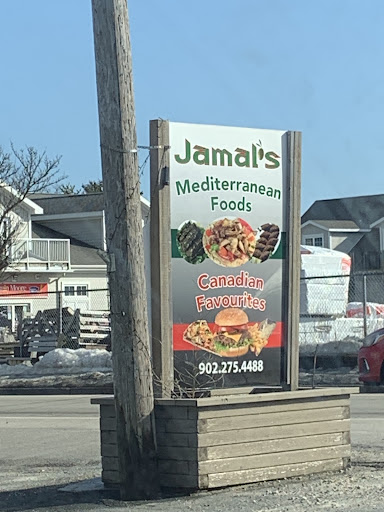 Jamal's
Mediterranean
Foods
Canadian
Favourites
902.275.4488